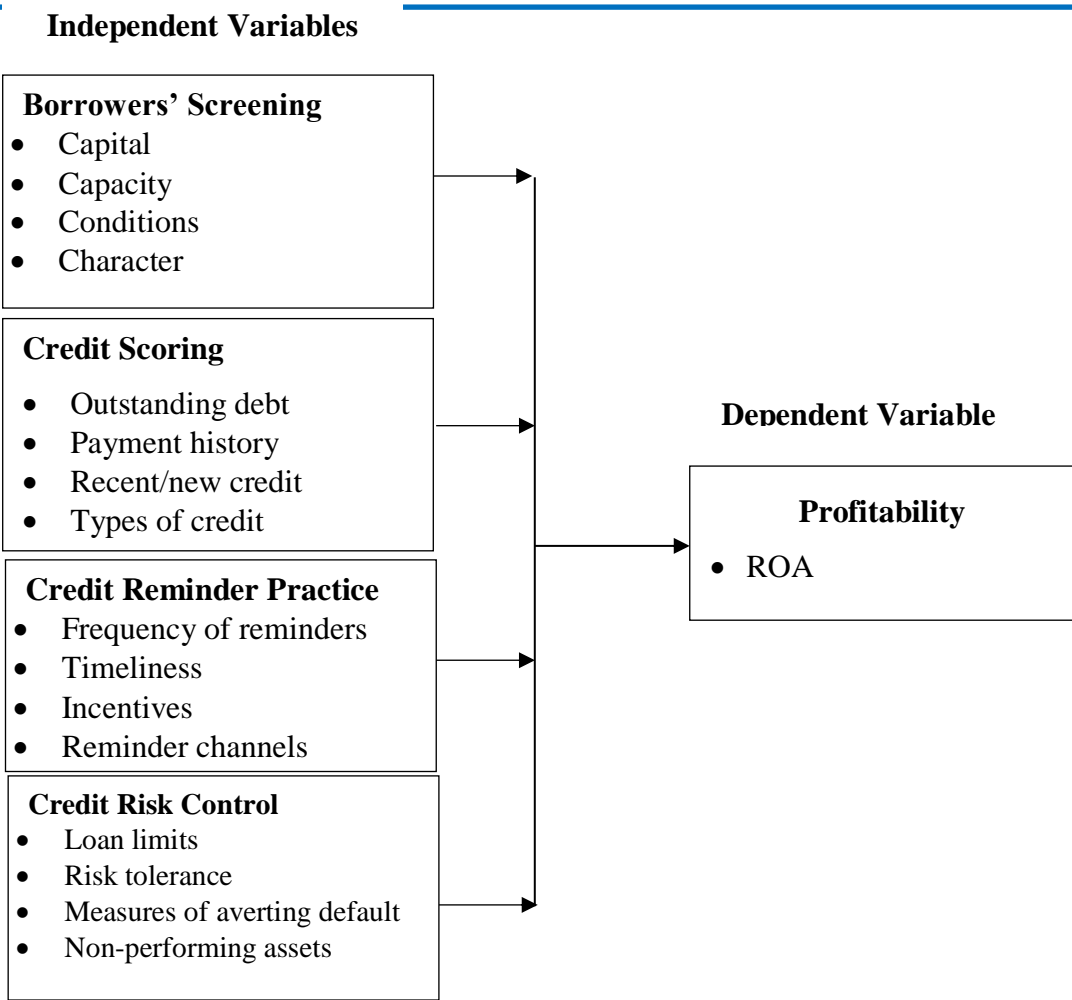 Independent Variables
Borrowers’ Screening
• Capital
• Capacity
• Conditions
• Character
Credit Scoring
• Outstanding debt
• Payment history
• Recent/new credit
• Types of credit
Credit Reminder Practice
• Frequency of reminders
• Timeliness
• Incentives
• Reminder channels
Credit Risk Control
• Loan limits
• Risk tolerance
• Measures of averting default
• Non-performing assets
Dependent Variable
Profitability
• ROA